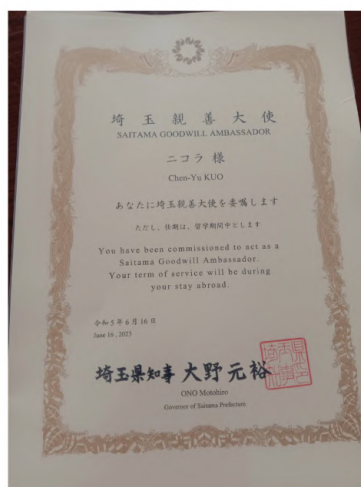 埼玉親善大使
SAITAMA GOODWILL AMBASSADOR
ニコラ 様
Chen-Yu KUO
あなたに埼玉親善大使を委嘱します
ただし、任期は、留学期間中とします
You have been commissioned to act as a
Saitama Goodwill Ambassador.
Your term of service will be during
your stay abroad.
令和5年6月16日
June 16, 2023
埼玉県知事 大野元裕
ONO Motohiro
Governor of Saitama Prefecture